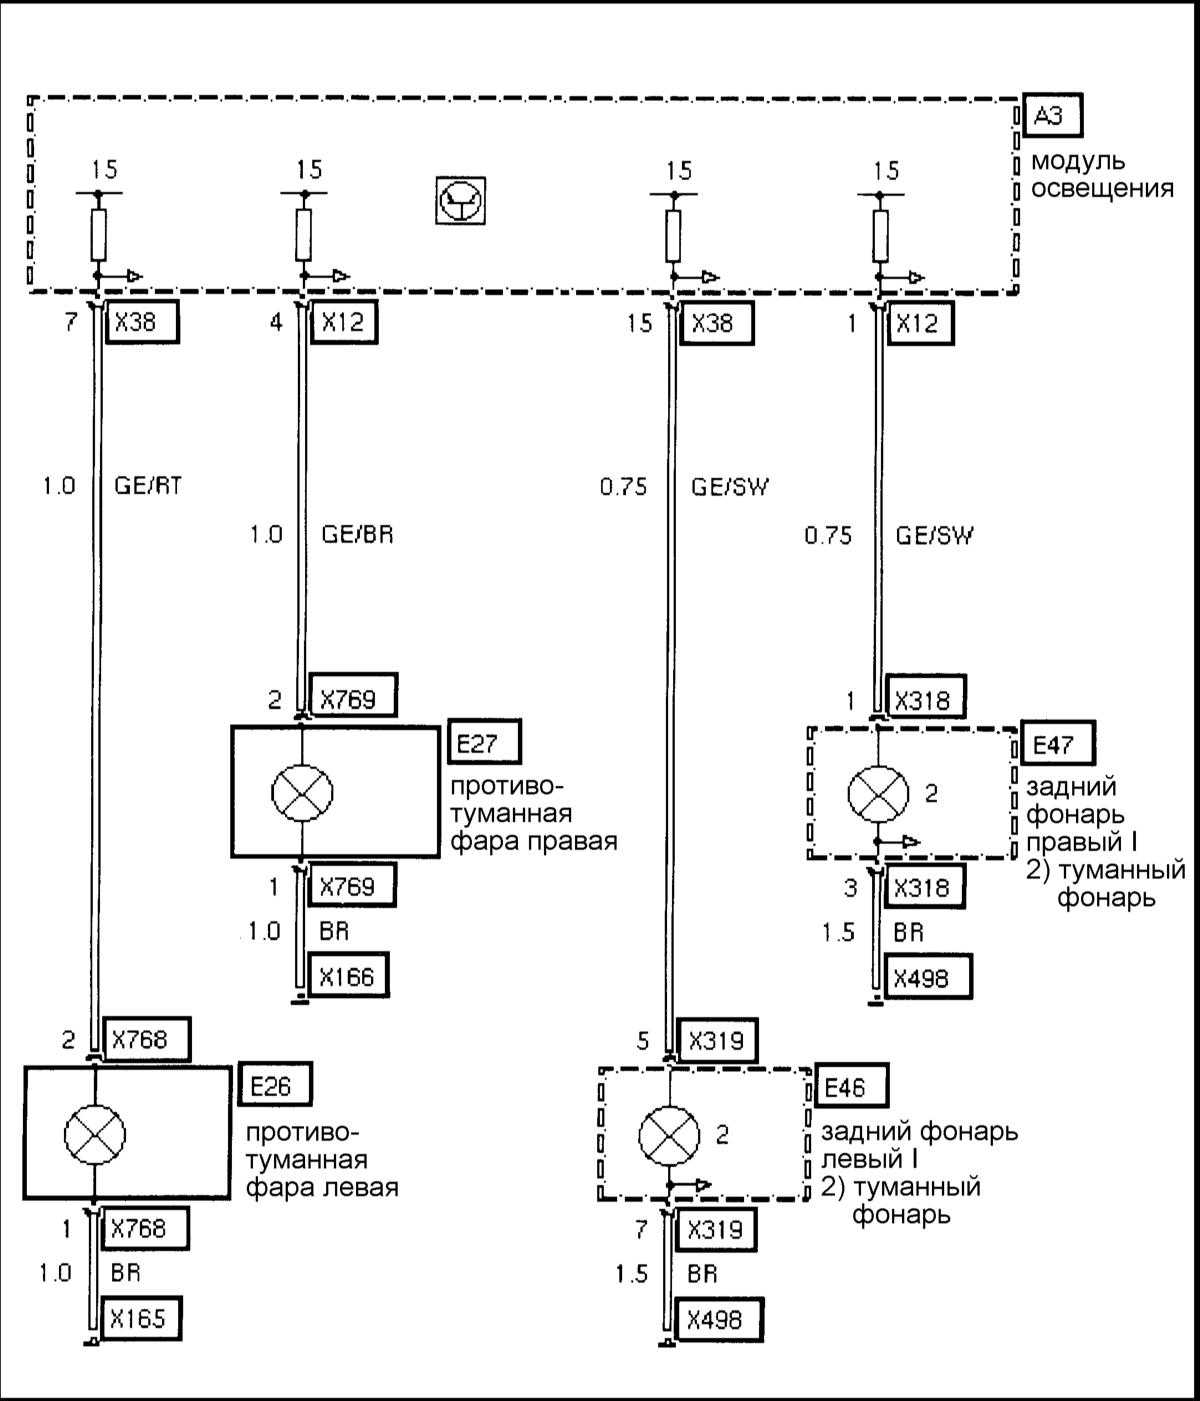 A3
модуль
освещения
15 15 15 15
7 X38 4 X12 15 X38 1 X12
1.0 GE/RT 0.75 GE/SW
1.0 GE/BR 0.75 GE/SW
2 X769 1 X318
E27 E47
противо-
туманная
фара правая
2
задний
фонарь
правый I
2) туманный
фонарь
1 X769 3 X318
1.0 BR 1.5 BR
X166 X498
2 X768 5 X319
E26 E46
противо-
туманная
фара левая
2
задний фонарь
левый I
2) туманный
фонарь
1 X768 7 X319
1.0 BR 1.5 BR
X165 X498